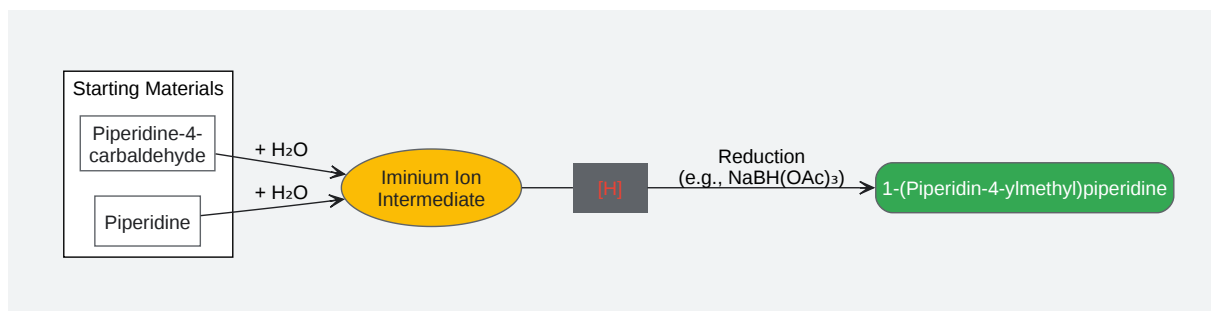 Starting Materials
Piperidine-4-
carbaldehyde
+ H₂O
Piperidine
+ H₂O
Iminium Ion
Intermediate
[H]
Reduction
(e.g., NaBH(OAc)₃)
1-(Piperidin-4-ylmethyl)piperidine